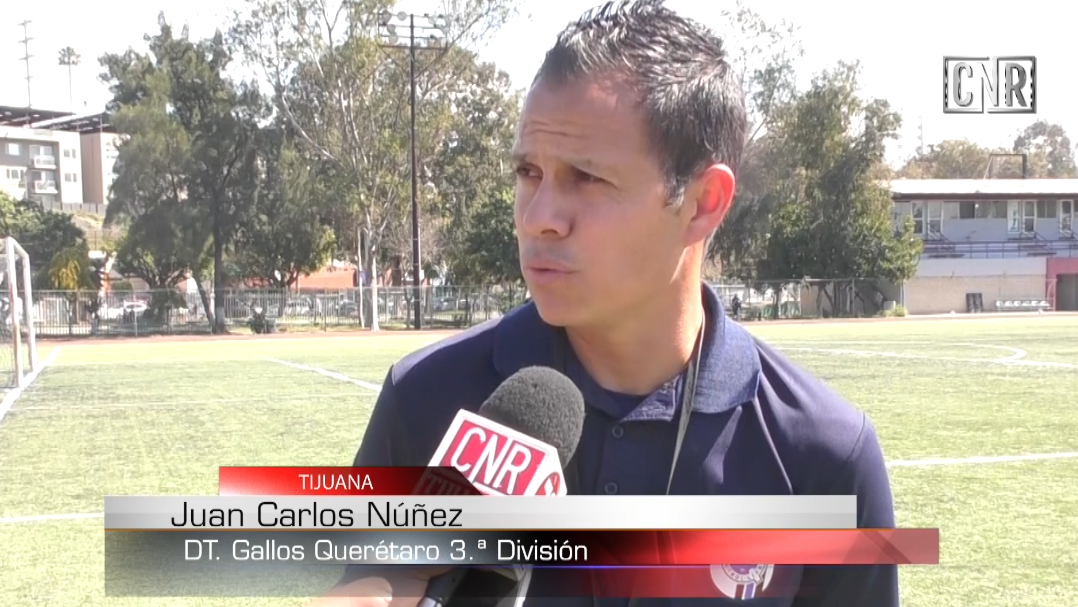 CNR
CNR
TIJUANA
Juan Carlos Núñez
DT. Gallos Querétaro 3.ª División